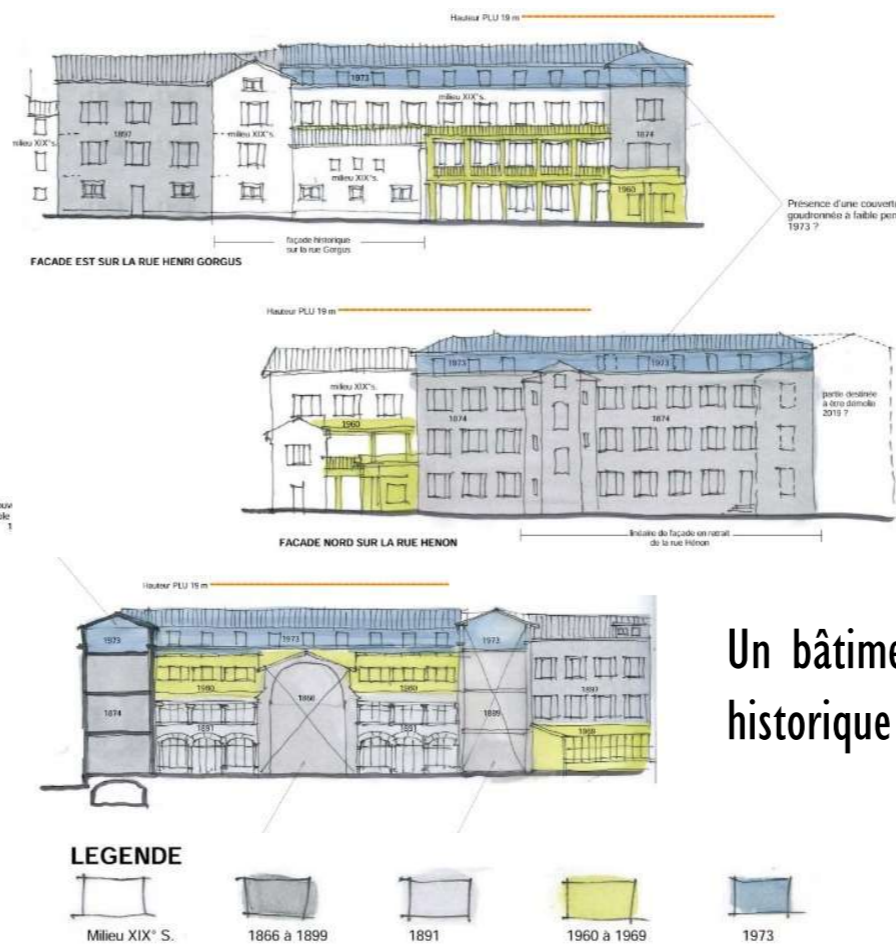 Hauteur PLU 19 m
1973
milieu XIX°s.
1897
milieu XIX°s.
milieu XIX°s.
1874
milieu XIX°s.
1960
Présence d'une
goudronnée à faible
1973 ?
façade historique
sur la rue Gorgus
FACADE EST SUR LA RUE HENRI GORGUS
Hauteur PLU 19 m
1973
1973
milieu XIX°s.
1960
1874
1874
partie destinée
à être démolie
2019 ?
FACADE NORD SUR LA RUE HENON
linéaire de façade en retrait
de la rue Hénon
Hauteur PLU 19 m
1973
1973
1973
1960
1960
1866
1874
1891
1891
1899
1968
Un
historique
LEGENDE
Milieu XIX° S.
1866 à 1899
1891
1960 à 1969
1973